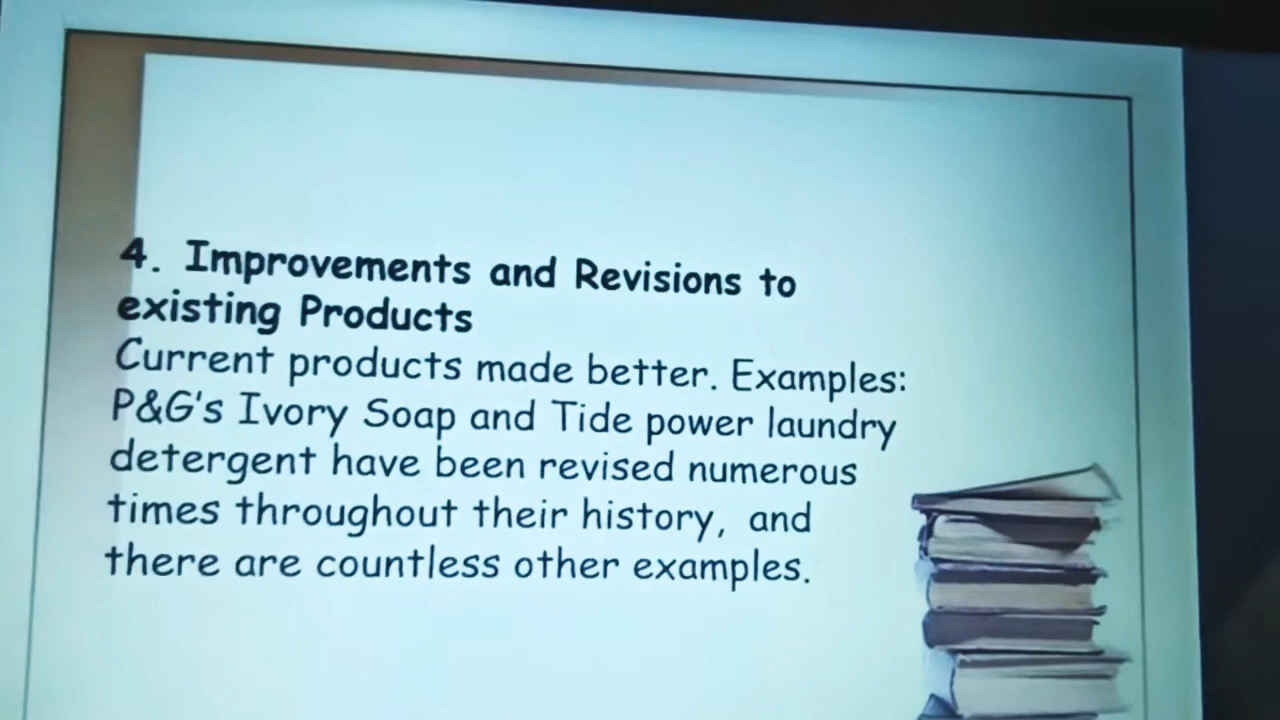 4. Improvements and Revisions to
existing Products
Current products made better. Examples:
P&G's Ivory Soap and Tide power laundry
detergent have been revised numerous
times throughout their history, and
there are countless other examples.